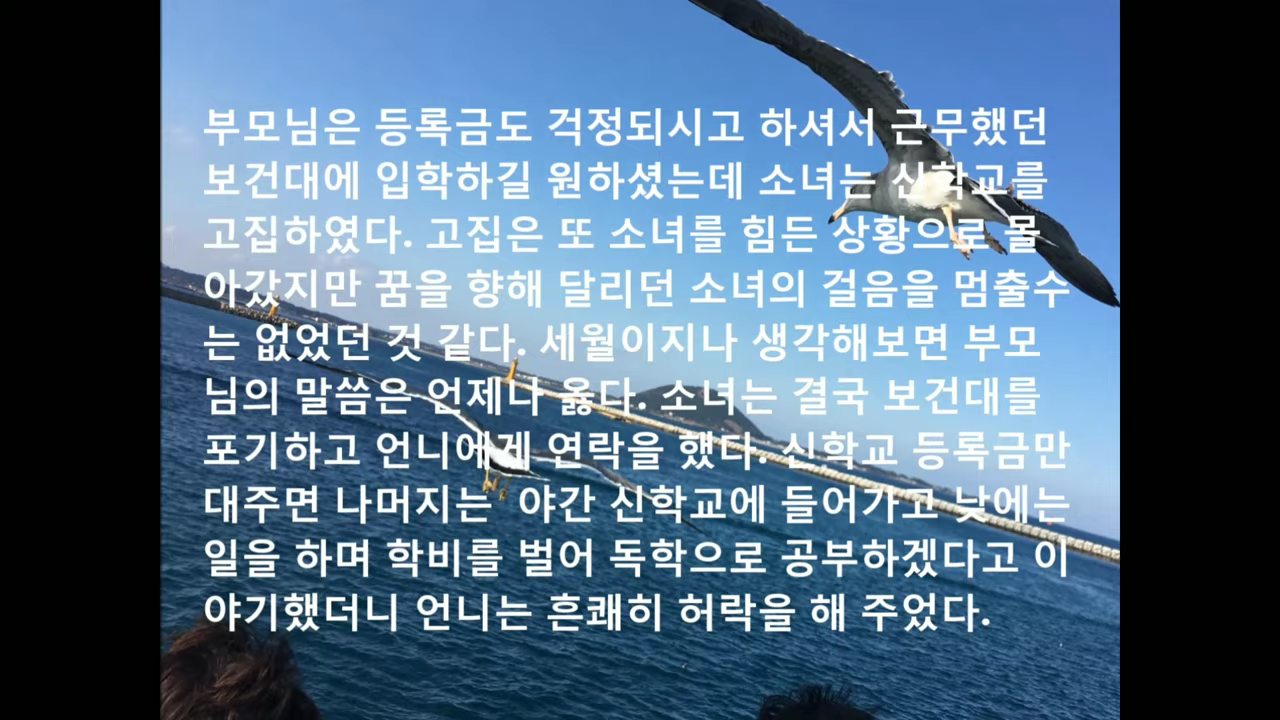 부모님은 등록금도 걱정되시고 하셔서 근무했던
보건대에 입학하길 원하셨는데 소녀는 신학교를
고집하였다. 고집은 또 소녀를 힘든 상황으로 몰
아갔지만 꿈을 향해 달리던 소녀의 걸음을 멈출수
는 없었던 것 같다. 세월이지나 생각해보면 부모
님의 말씀은 언제나 옳다. 소녀는 결국 보건대를
포기하고 언니에게 연락을 했다. 신학교 등록금만
대주면 나머지는 야간 신학교에 들어가고 낮에는
일을 하며 학비를 벌어 독학으로 공부하겠다고 이
야기했더니 언니는 흔쾌히 허락을 해 주었다.